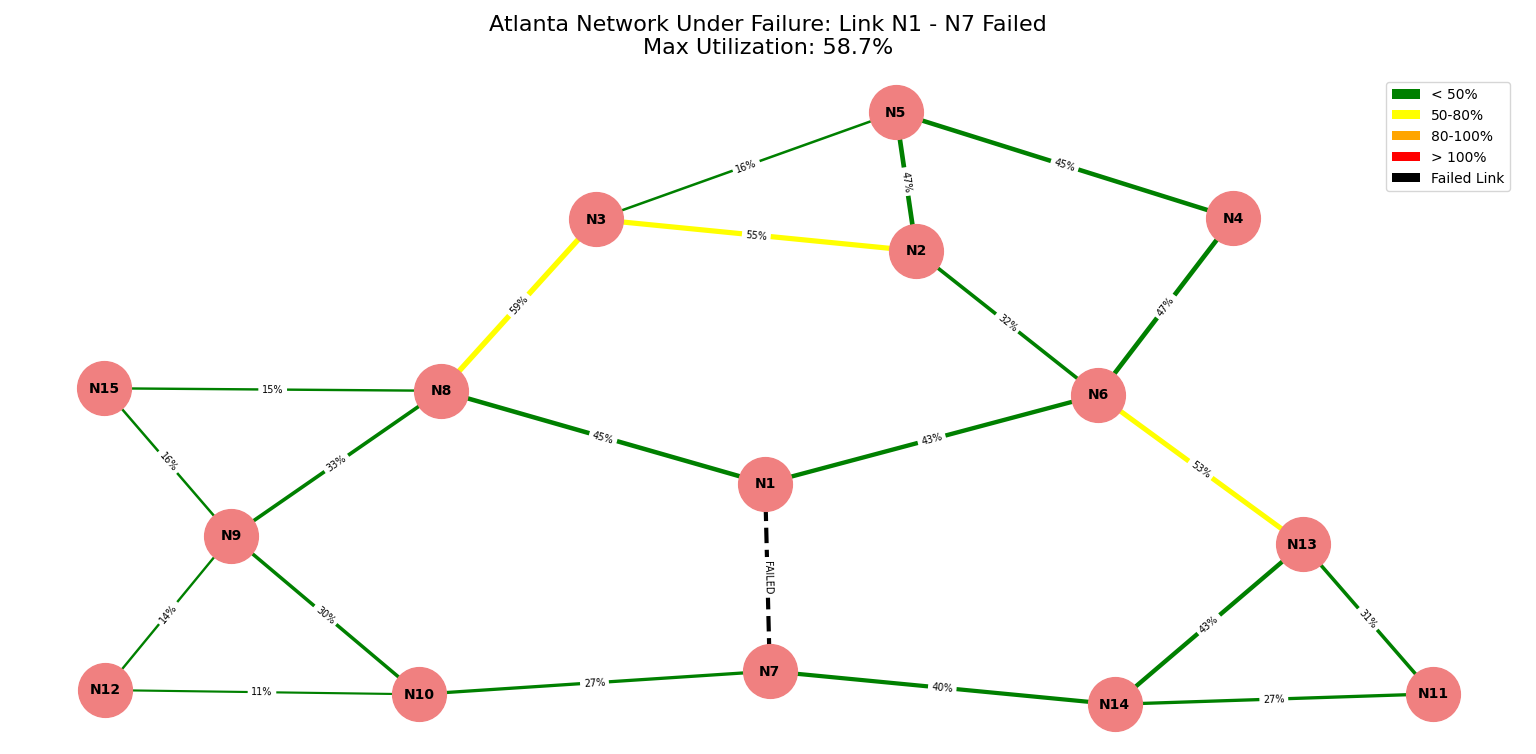 Atlanta Network Under Failure: Link N1 - N7 Failed
Max Utilization: 58.7%
< 50%
50-80%
80-100%
> 100%
Failed Link
N5
16%
45%
47%
N3
N4
55%
N2
59%
47%
32%
N15
15%
N8
N6
45%
43%
16%
33%
53%
N1
N9
N13
FAILED
14%
30%
43%
31%
N7
27%
40%
N12
11%
N10
N14
27%
N11